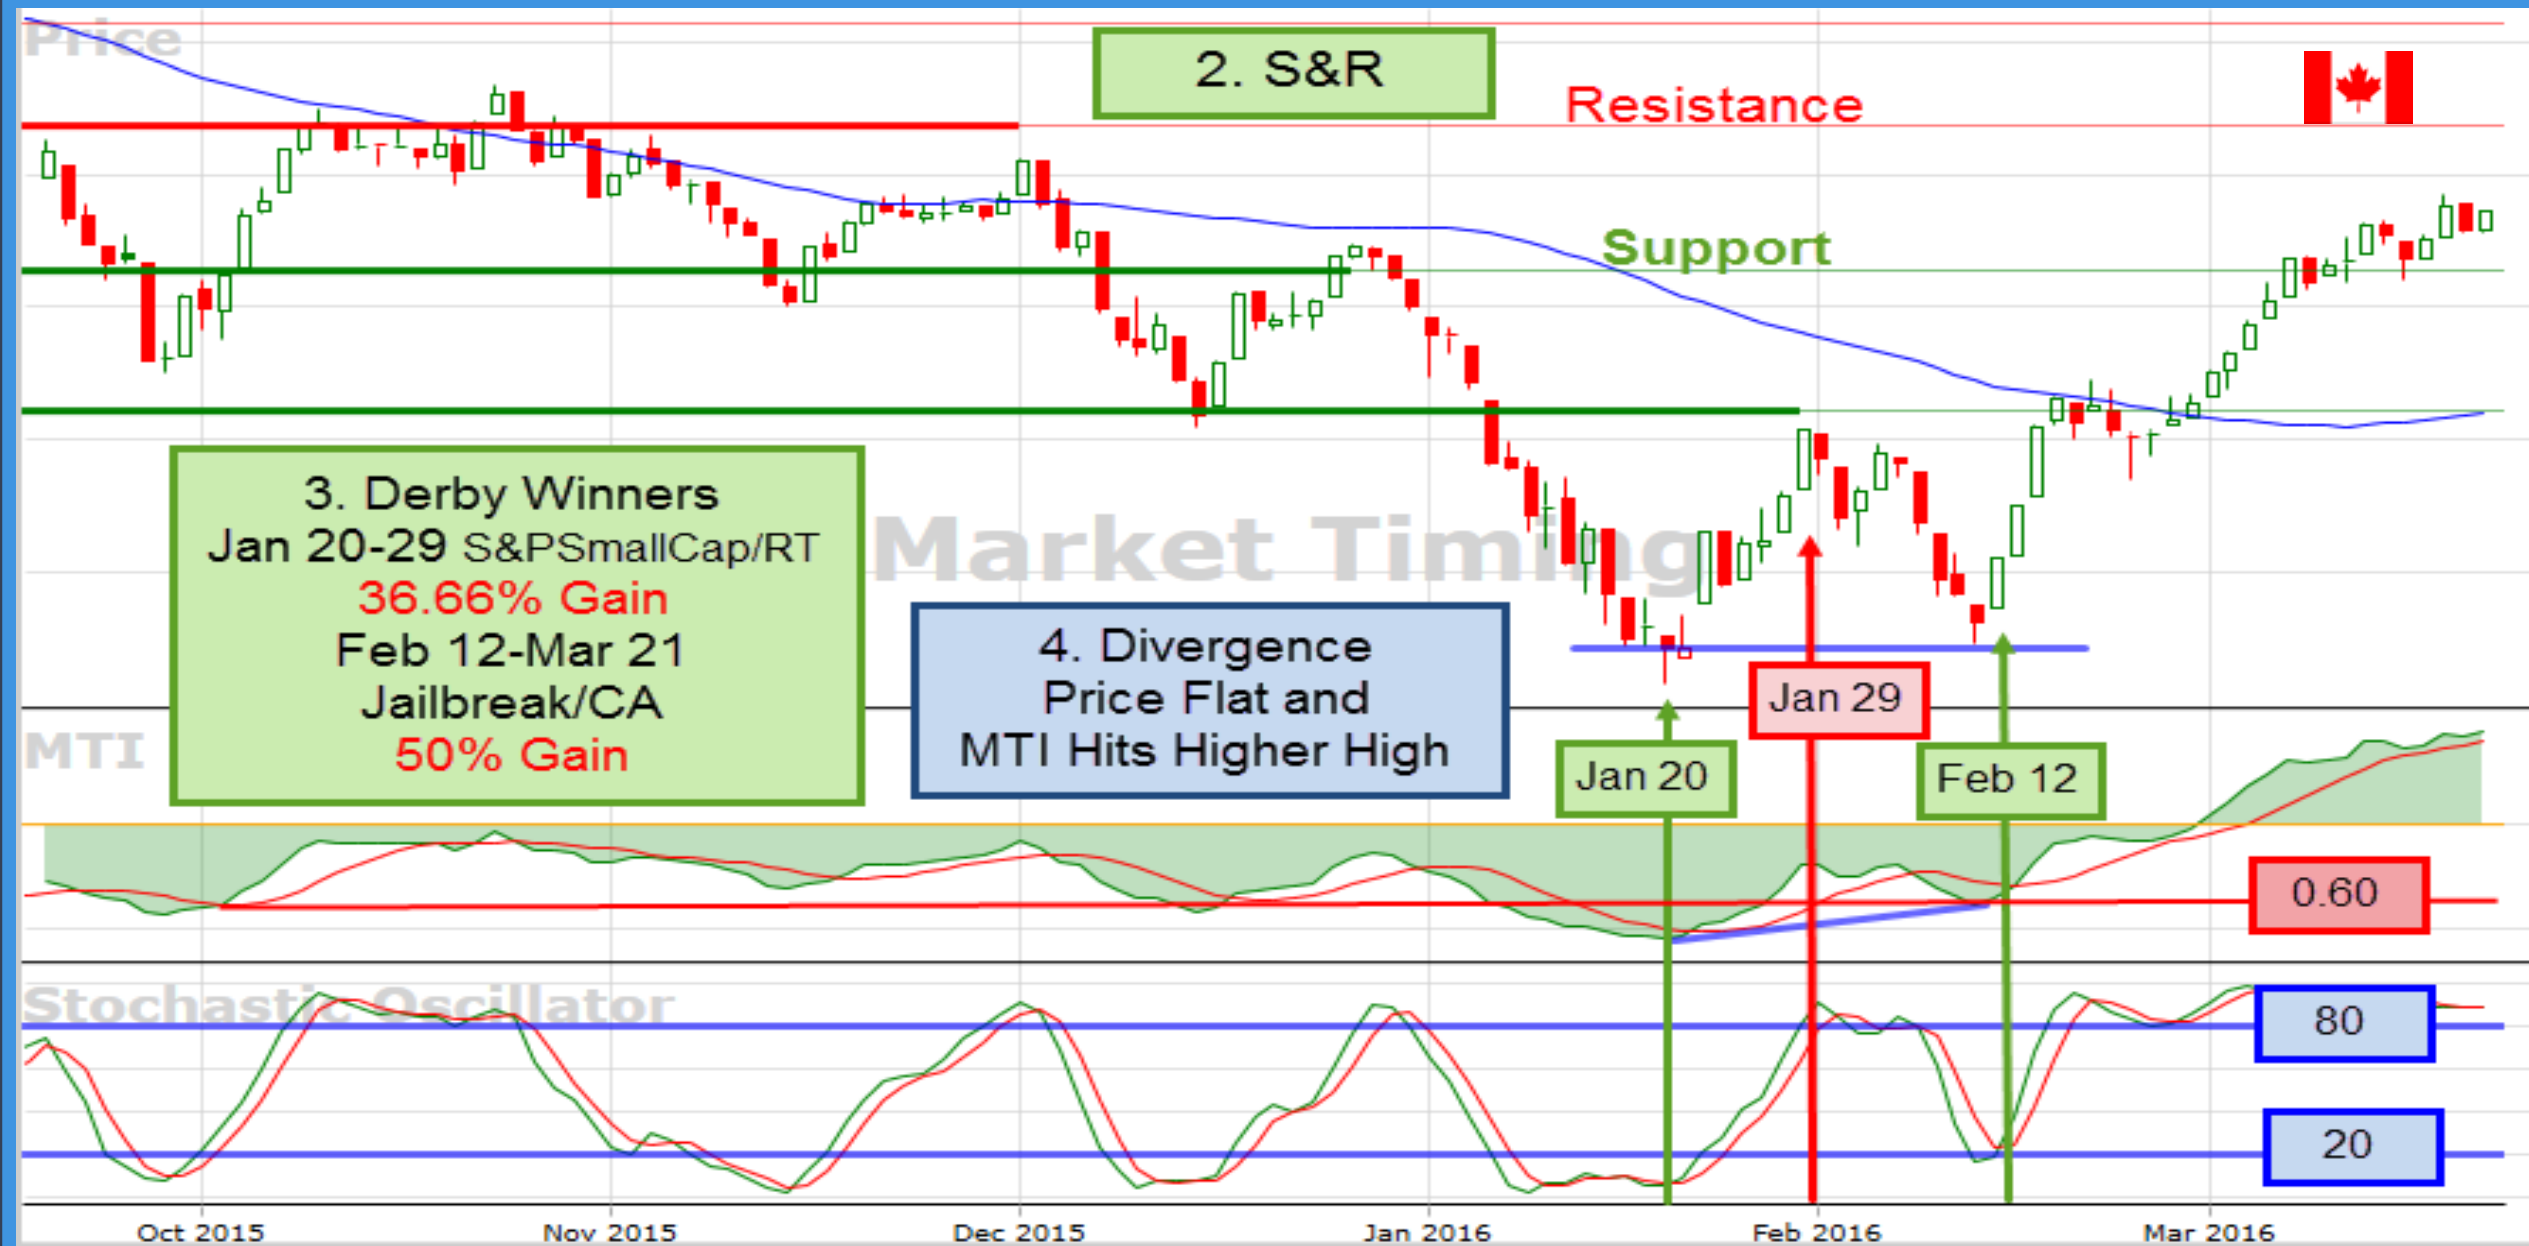 Price
2. S&R
Resistance
Support
Market Timing
3. Derby Winners
Jan 20-29 S&PSmallCap/RT
36.66% Gain
Feb 12-Mar 21
Jailbreak/CA
50% Gain
4. Divergence
Price Flat and
MTI Hits Higher High
Jan 29
Jan 20
Feb 12
MTI
0.60
Stochastic Oscillator
80
20
Oct 2015
Nov 2015
Dec 2015
Jan 2016
Feb 2016
Mar 2016